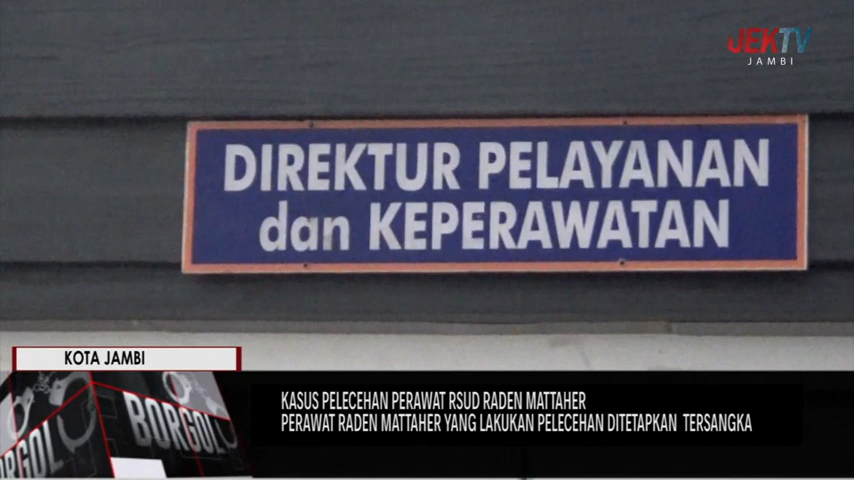 JEKTV
JAMBI
DIREKTUR PELAYANAN
dan KEPERAWATAN
KOTA JAMBI
BORGOL
BORGOL
KASUS PELECEHAN PERAWAT RSUD RADEN MATTAHER
PERAWAT RADEN MATTAHER YANG LAKUKAN PELECEHAN DITETAPKAN TERSANGKA